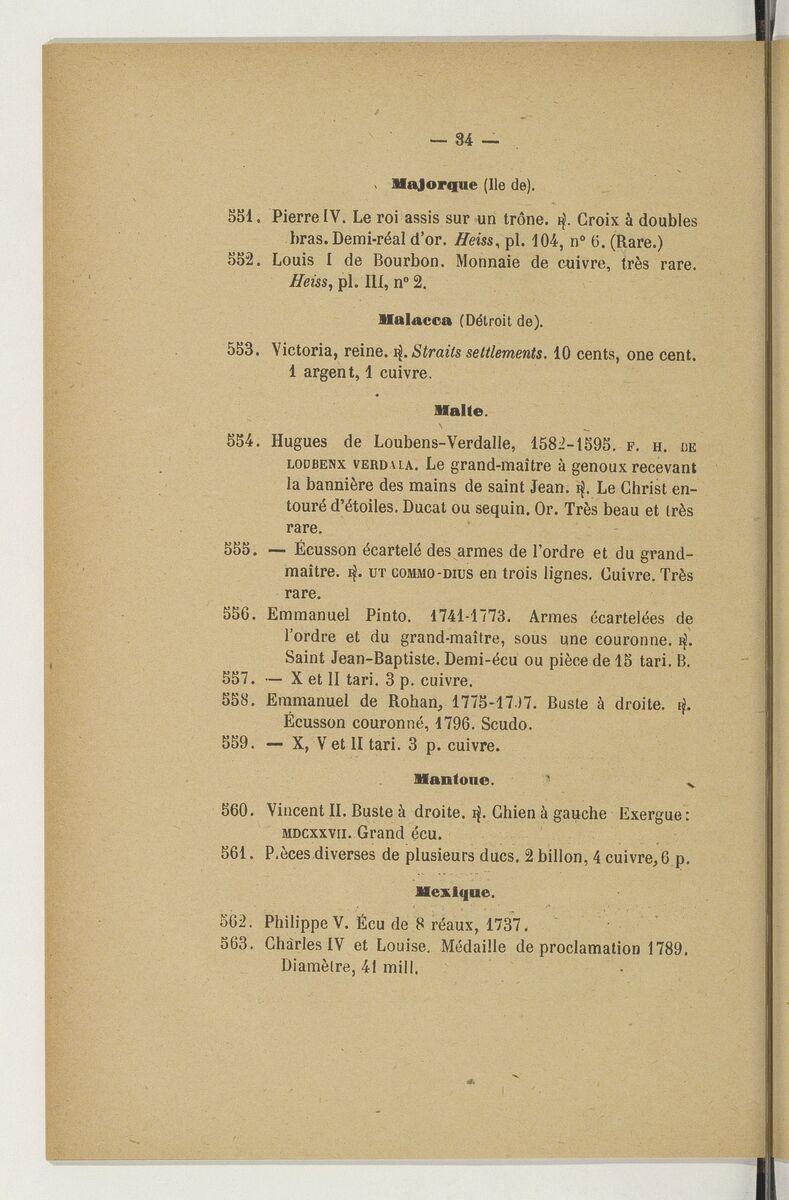 — 34 —
Majorque (Ile de).
551. Pierre IV. Le roi assis sur un trône. ℟. Croix à doubles
bras. Demi-réal d'or. Heiss, pl. 104, n° 6. (Rare.)
552. Louis I de Bourbon. Monnaie de cuivre, très rare.
Heiss, pl. III, n° 2.
Malacca (Détroit de).
553. Victoria, reine. ℟. Straits settlements. 10 cents, one cent.
1 argent, 1 cuivre.
Malte.
554. Hugues de Loubens-Verdalle, 1582-1595. F. H. DE
LOUBENX VERDALA. Le grand-maître à genoux recevant
la bannière des mains de saint Jean. ℟. Le Christ en-
touré d'étoiles. Ducat ou sequin. Or. Très beau et très
rare.
555. — Écusson écartelé des armes de l'ordre et du grand-
maître. ℟. UT COMMO-DIUS en trois lignes. Cuivre. Très
rare.
556. Emmanuel Pinto. 1741-1773. Armes écartelées de
l'ordre et du grand-maître, sous une couronne. ℟.
Saint Jean-Baptiste. Demi-écu ou pièce de 15 tari. B.
557. — X et II tari. 3 p. cuivre.
558. Emmanuel de Rohan, 1775-1797. Buste à droite. ℟.
Écusson couronné, 1796. Scudo.
559. — X, V et II tari. 3 p. cuivre.
Mantoue.
560. Vincent II. Buste à droite. ℟. Chien à gauche Exergue:
MDCXXVII. Grand écu.
561. Pièces diverses de plusieurs ducs. 2 billon, 4 cuivre, 6 p.
Mexique.
562. Philippe V. Écu de 8 réaux, 1737.
563. Charles IV et Louise. Médaille de proclamation 1789.
Diamètre, 41 mill.